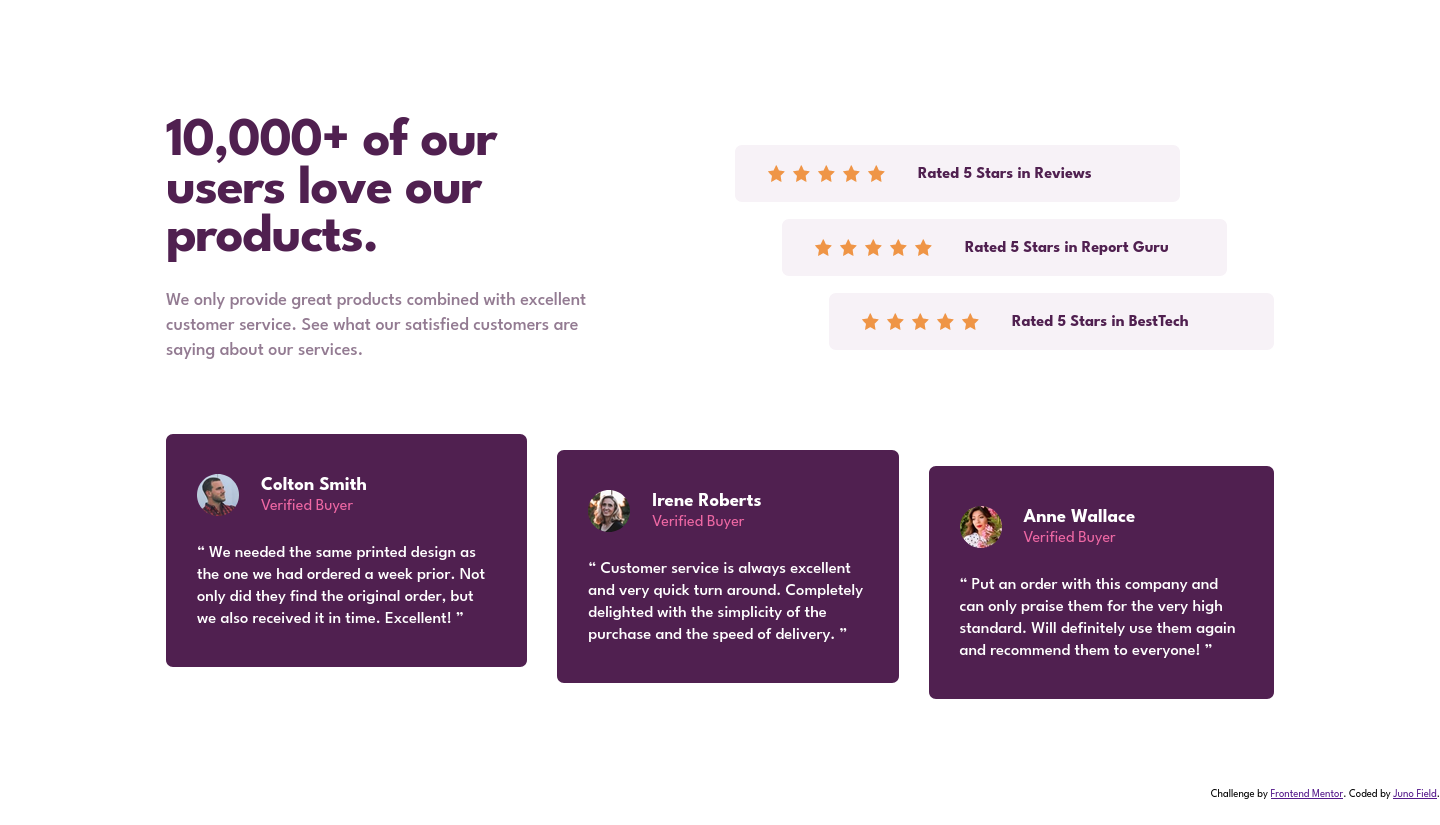 10,000+ of our
users love our
products.
We only provide great products combined with excellent
customer service. See what our satisfied customers are
saying about our services.
Rated 5 Stars in Reviews
Rated 5 Stars in Report Guru
Rated 5 Stars in BestTech
Colton Smith
Verified Buyer
“ We needed the same printed design as
the one we had ordered a week prior. Not
only did they find the original order, but
we also received it in time. Excellent! ”
Irene Roberts
Verified Buyer
“ Customer service is always excellent
and very quick turn around. Completely
delighted with the simplicity of the
purchase and the speed of delivery. ”
Anne Wallace
Verified Buyer
“ Put an order with this company and
can only praise them for the very high
standard. Will definitely use them again
and recommend them to everyone! ”
Challenge by Frontend Mentor. Coded by Juno Field.